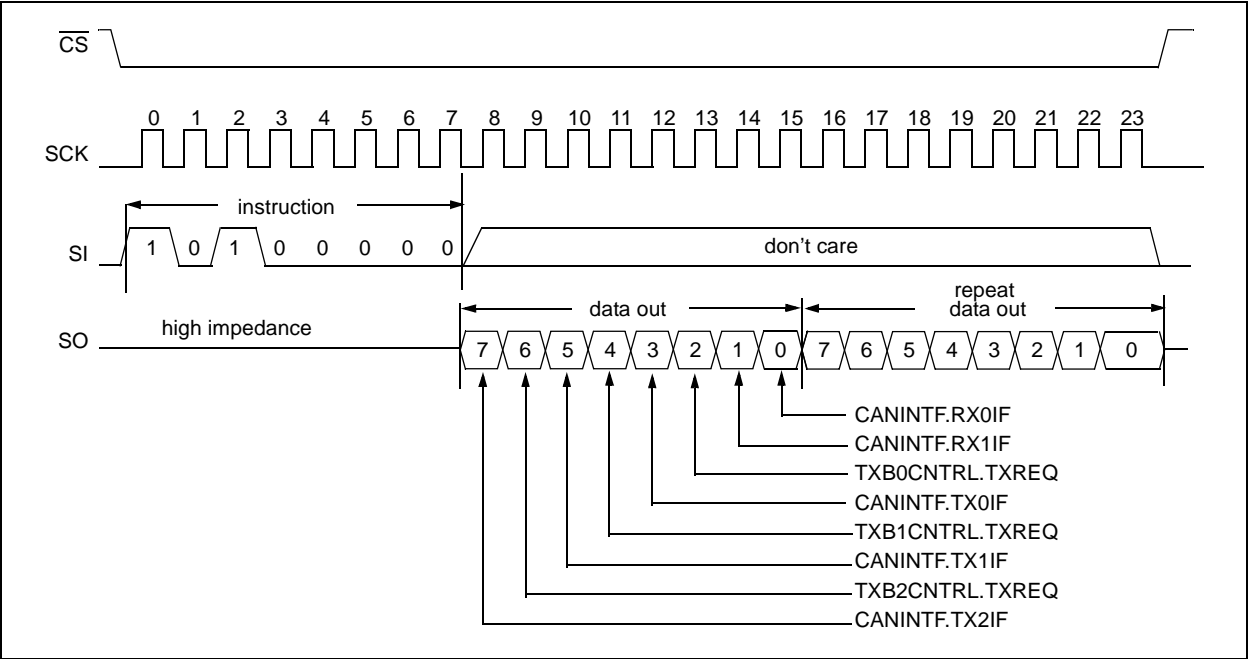 CS
0 1 2 3 4 5 6 7 8 9 10 11 12 13 14 15 16 17 18 19 20 21 22 23
SCK
instruction
SI 1 0 1 0 0 0 0 0 don't care
repeat
data out data out
SO high impedance 7 6 5 4 3 2 1 0 7 6 5 4 3 2 1 0
CANINTF.RX0IF
CANINTF.RX1IF
TXB0CNTRL.TXREQ
CANINTF.TX0IF
TXB1CNTRL.TXREQ
CANINTF.TX1IF
TXB2CNTRL.TXREQ
CANINTF.TX2IF